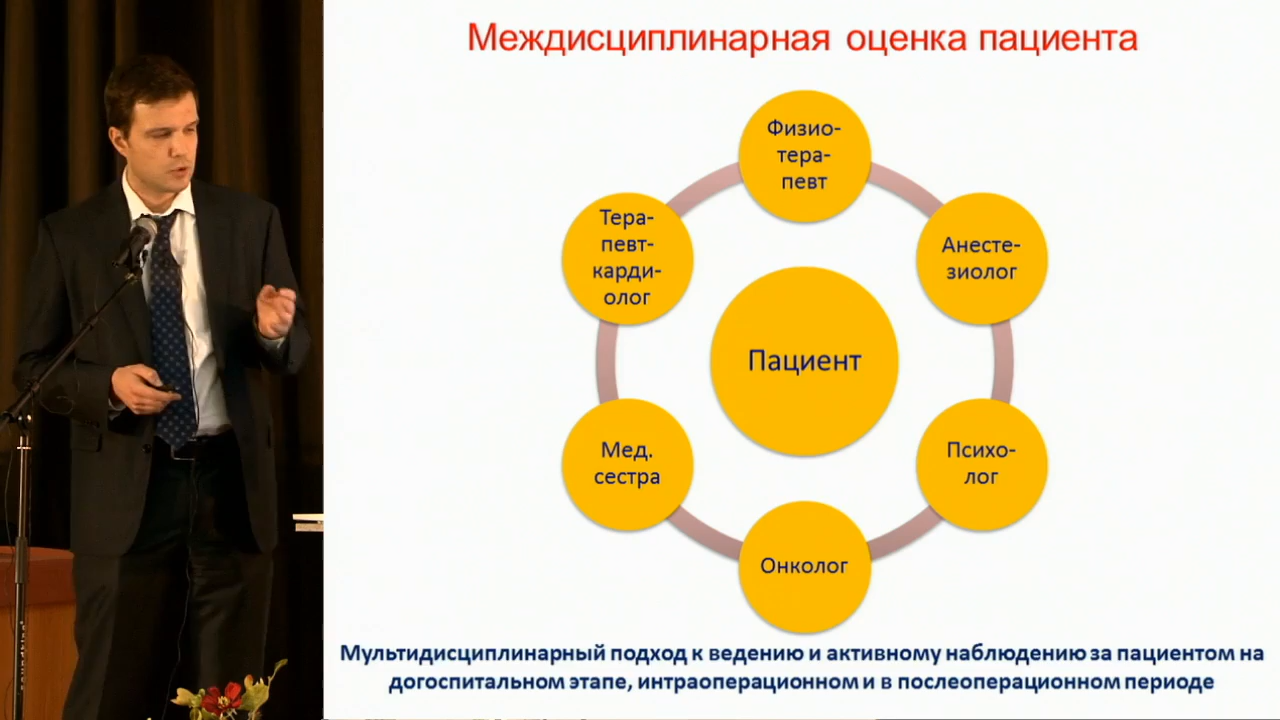 Междисциплинарная оценка пациента
Физио-
тера-
певт
Тера-
певт-
карди-
олог
Анесте-
зиолог
Пациент
Мед.
сестра
Психо-
лог
Онколог
Мультидисциплинарный подход к ведению и активному наблюдению за пациентом на
догоспитальном этапе, интраоперационном и в послеоперационном периоде